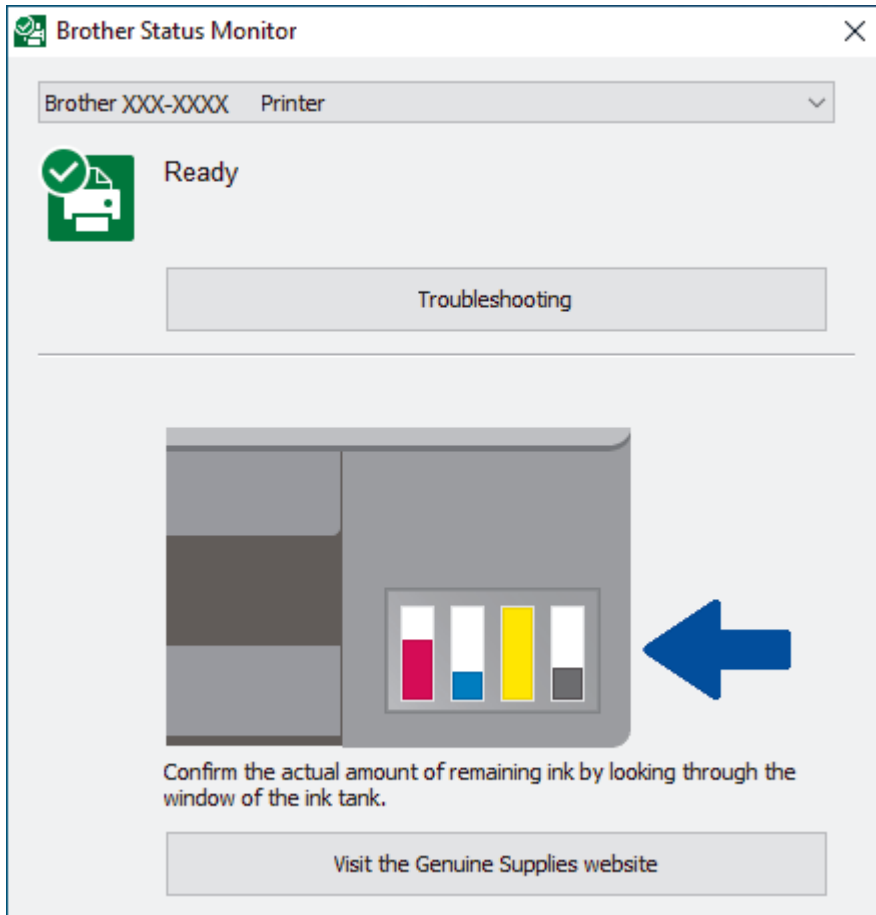 Brother Status Monitor
Brother XXX-XXXX Printer
Ready
Troubleshooting
Confirm the actual amount of remaining ink by looking through the
window of the ink tank.
Visit the Genuine Supplies website